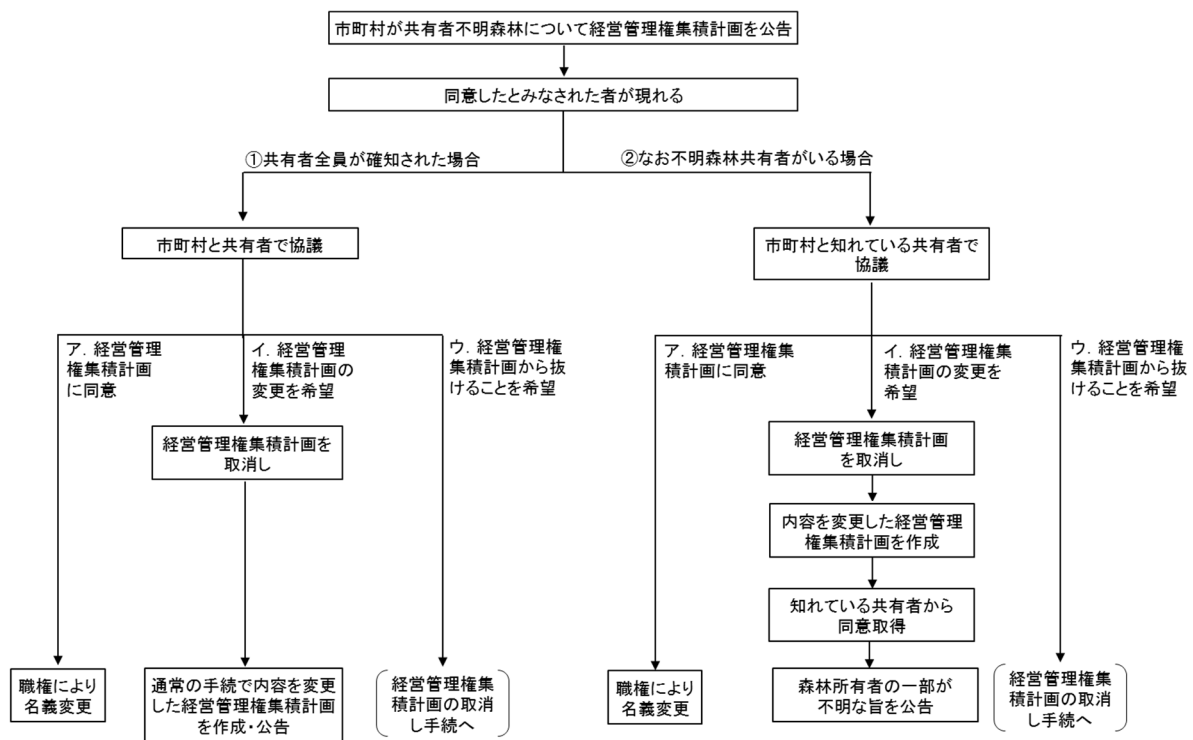 市町村が共有者不明森林について経営管理権集積計画を公告
同意したとみなされた者が現れる
①共有者全員が確知された場合
②なお不明森林共有者がいる場合
市町村と共有者で協議
市町村と知れている共有者で
協議
ア．経営管理
権集積計画
に同意
イ．経営管理
権集積計画の
変更を希望
ウ．経営管理権
集積計画から抜
けることを希望
ア．経営管理権集
積計画に同意
イ．経営管理権集
積計画の変更を
希望
ウ．経営管理権
集積計画から抜
けることを希望
経営管理権集積計画を
取消し
経営管理権集積計画
を取消し
内容を変更した経営管理
権集積計画を作成
知れている共有者から
同意取得
職権により
名義変更
通常の手続で内容を変更
した経営管理権集積計画
を作成・公告
経営管理権集
積計画の取消
し手続へ
職権により
名義変更
森林所有者の一部が
不明な旨を公告
経営管理権集
積計画の取消
し手続へ